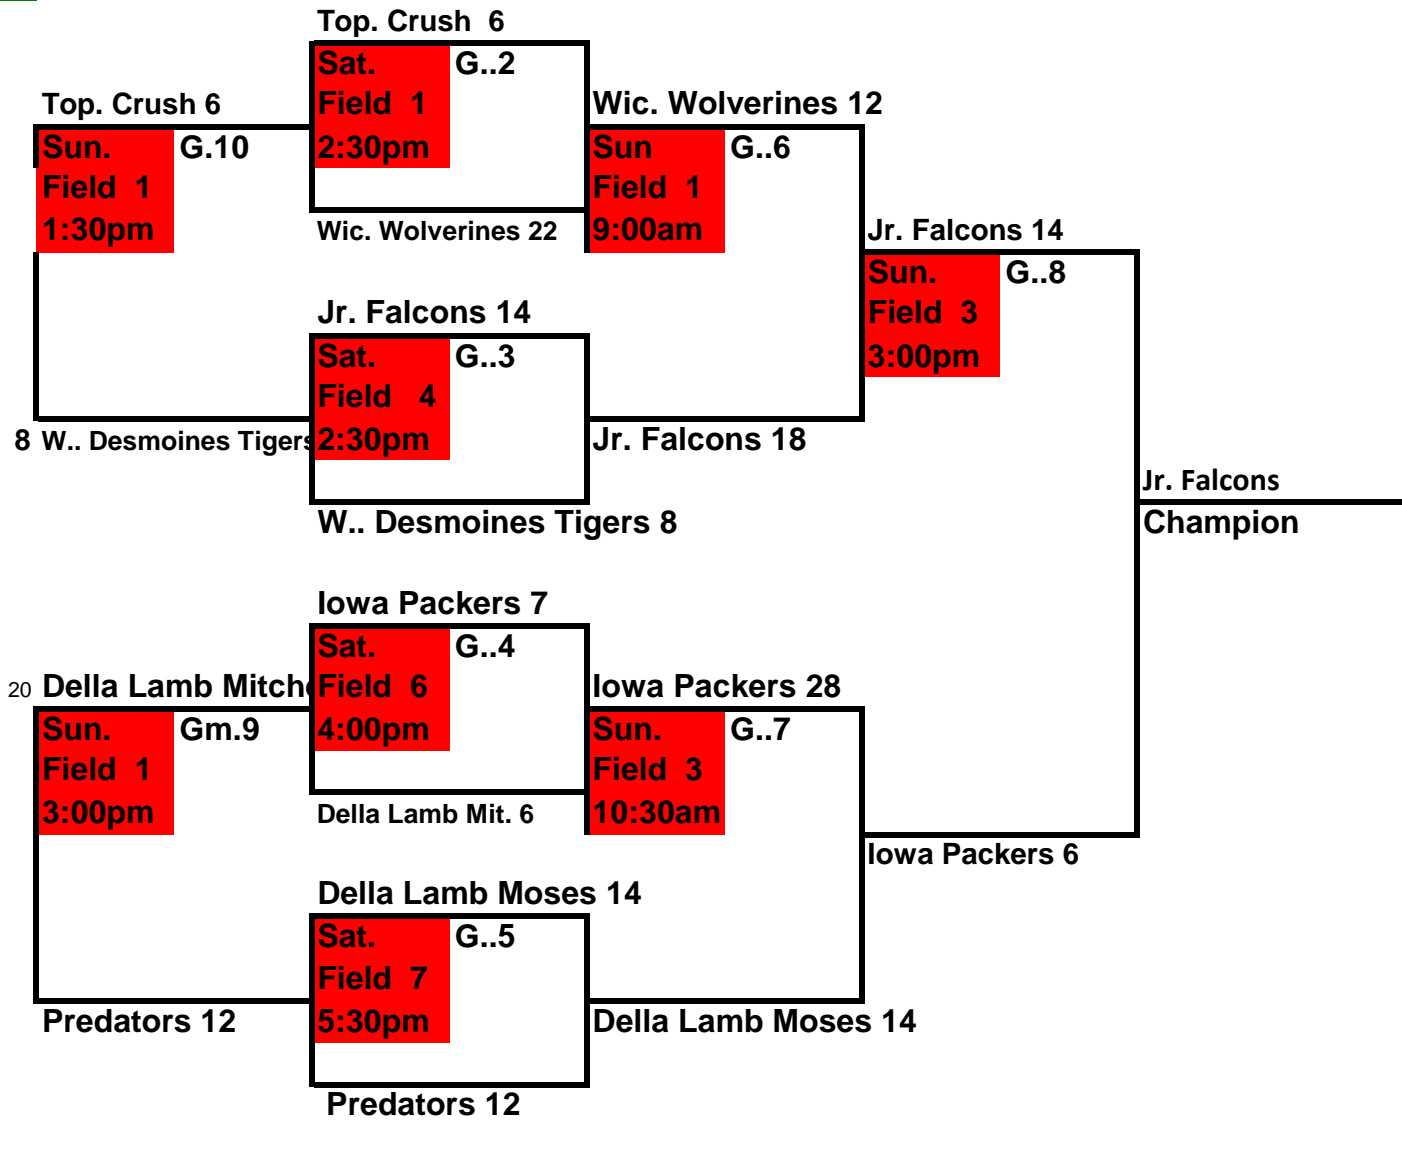 Top. Crush  6
Sat. G..2
Top. Crush 6
Field  1
Wic. Wolverines 12
Sun. G.10
2:30pm
Sun G..6
Field  1
Field  1
1:30pm
Wic. Wolverines 22
9:00am
Jr. Falcons 14
Sun. G..8
Jr. Falcons 14
Field  3
Sat. G..3
3:00pm
Field   4
8 W.. Desmoines Tigers
2:30pm
Jr. Falcons 18
Jr. Falcons
W.. Desmoines Tigers 8
Champion
Iowa Packers 7
Sat. G..4
20 Della Lamb Mitch
Field  6
Iowa Packers 28
Sun. Gm.9
4:00pm
Sun. G..7
Field  1
Field  3
3:00pm
Della Lamb Mit. 6
10:30am
Iowa Packers 6
Della Lamb Moses 14
Sat. G..5
Field  7
Predators 12
5:30pm
Della Lamb Moses 14
Predators 12